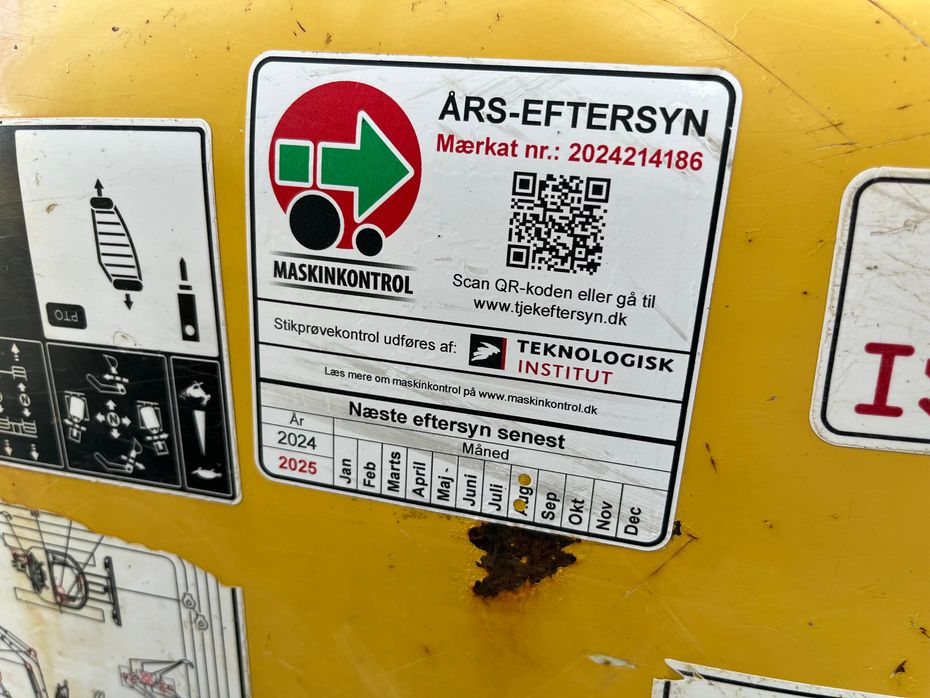 ÅRS-EFTERSYN
Mærkat nr.: 2024214186
MASKINKONTROL
Scan QR-koden eller gå til
www.tjekeftersyn.dk
Stikprøvekontrol udføres af:
TEKNOLOGISK
INSTITUT
Læs mere om maskinkontrol på www.maskinkontrol.dk
Næste eftersyn senest
År
Måned
2024
2025
Jan
Feb
Marts
April
Maj
Juni
Juli
Aug
Sep
Okt
Nov
Dec
PTO